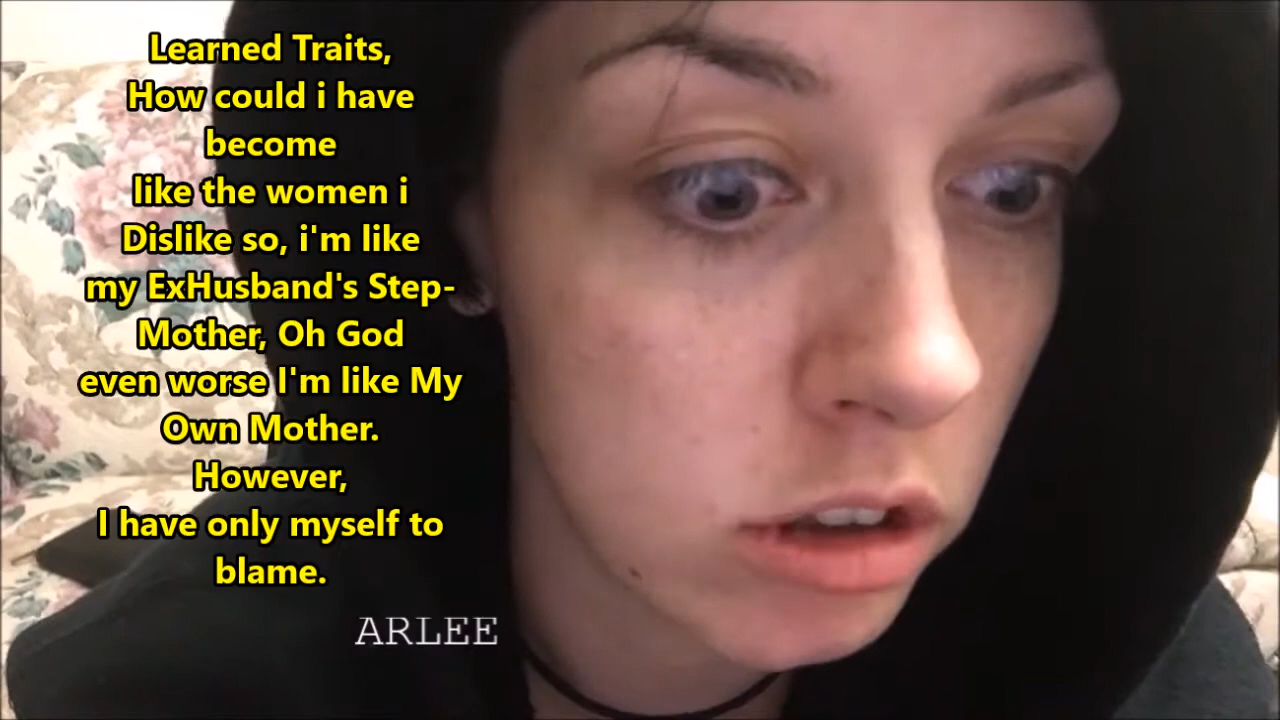 Learned Traits,
How could i have
become
like the women i
Dislike so, i'm like
my ExHusband's Step-
Mother, Oh God
even worse I'm like My
Own Mother.
However,
I have only myself to
blame.
ARLEE